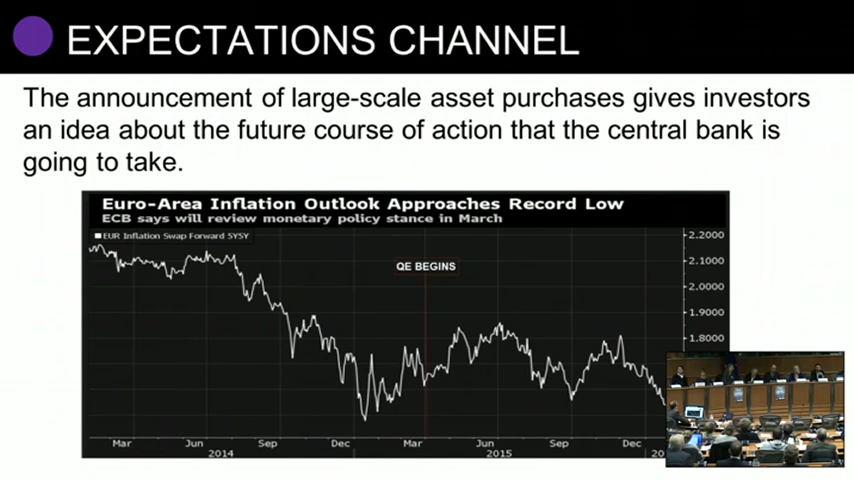 EXPECTATIONS CHANNEL
The announcement of large-scale asset purchases gives investors
an idea about the future course of action that the central bank is
going to take.
Euro-Area Inflation Outlook Approaches Record Low
ECB says will review monetary policy stance in March
EUR Inflation Swap Forward 5Y5Y
QE BEGINS
2.2000
2.1000
2.0000
1.9000
1.8000
Mar Jun Sep Dec Mar Jun Sep Dec
2014 2015